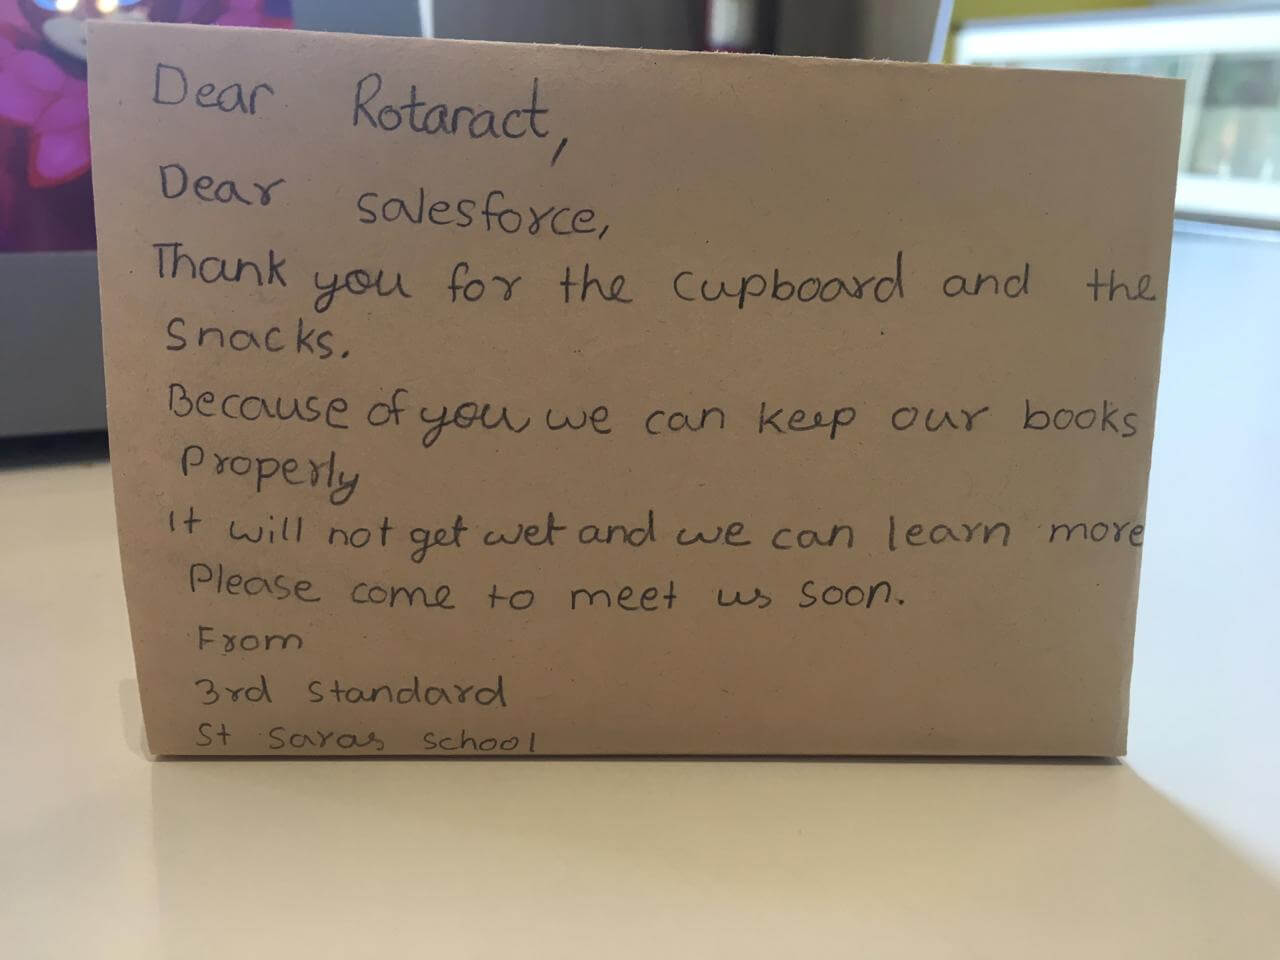 Dear Rotaract,
Dear salesforce,
Thank you for the cupboard and the
Snacks.
Because of you we can keep our books
Properly
It will not get wet and we can learn more
Please come to meet us soon.
From
3rd standard
St Saras school